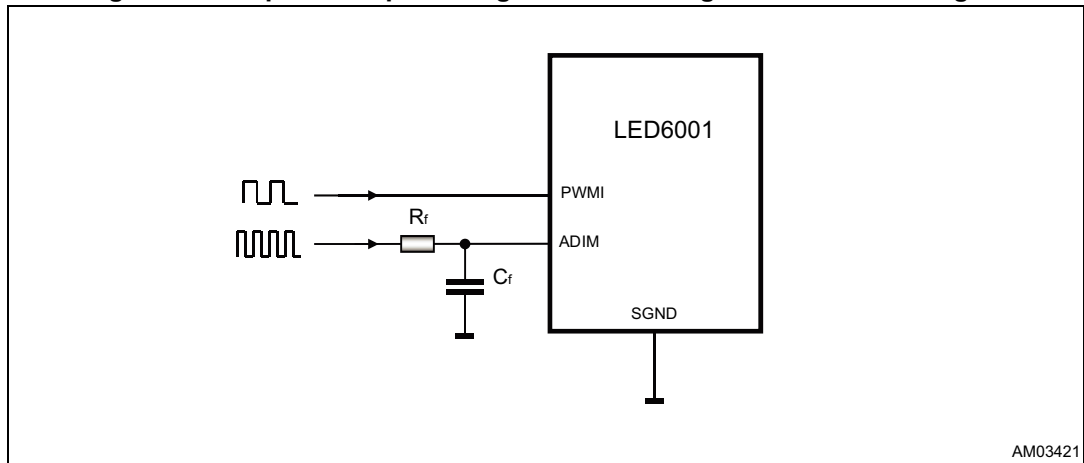 LED6001
PWMI
Rf
ADIM
Cf
SGND
AM03421